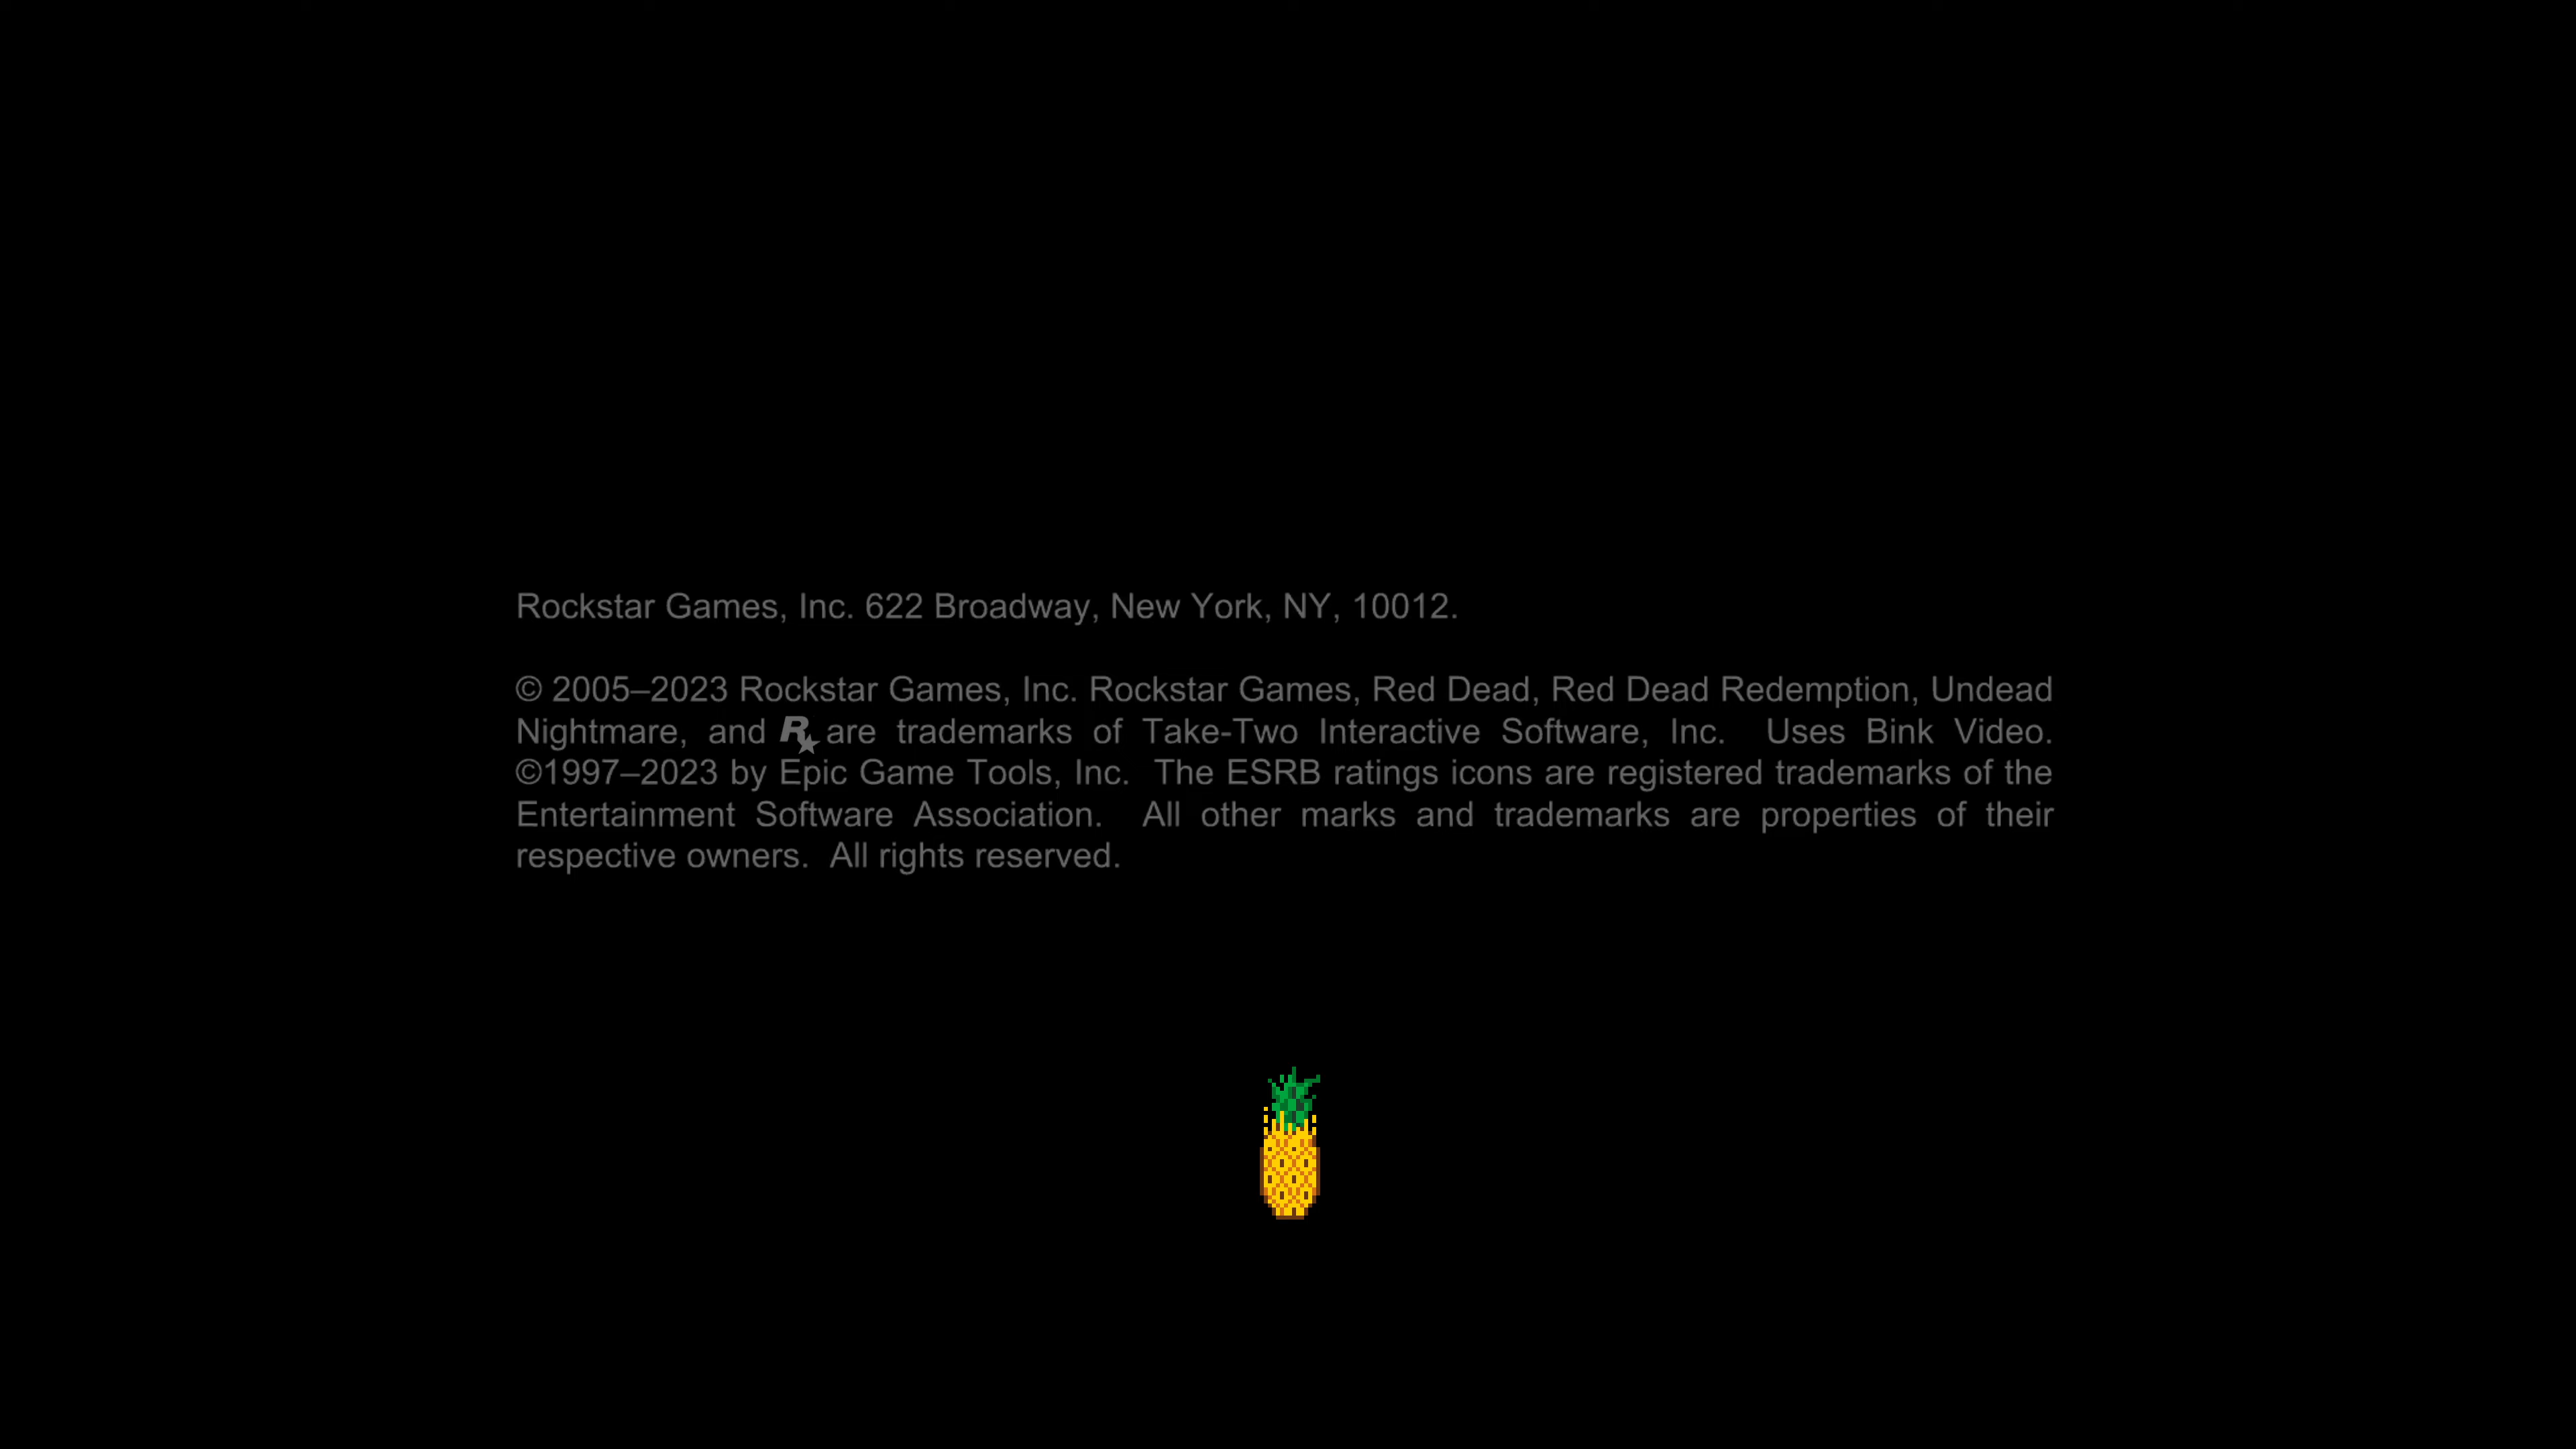 Rockstar Games, Inc. 622 Broadway, New York, NY, 10012.
© 2005–2023 Rockstar Games, Inc. Rockstar Games, Red Dead, Red Dead Redemption, Undead
Nightmare, and R★ are trademarks of Take-Two Interactive Software, Inc.  Uses Bink Video.
©1997–2023 by Epic Game Tools, Inc.  The ESRB ratings icons are registered trademarks of the
Entertainment Software Association.  All other marks and trademarks are properties of their
respective owners.  All rights reserved.